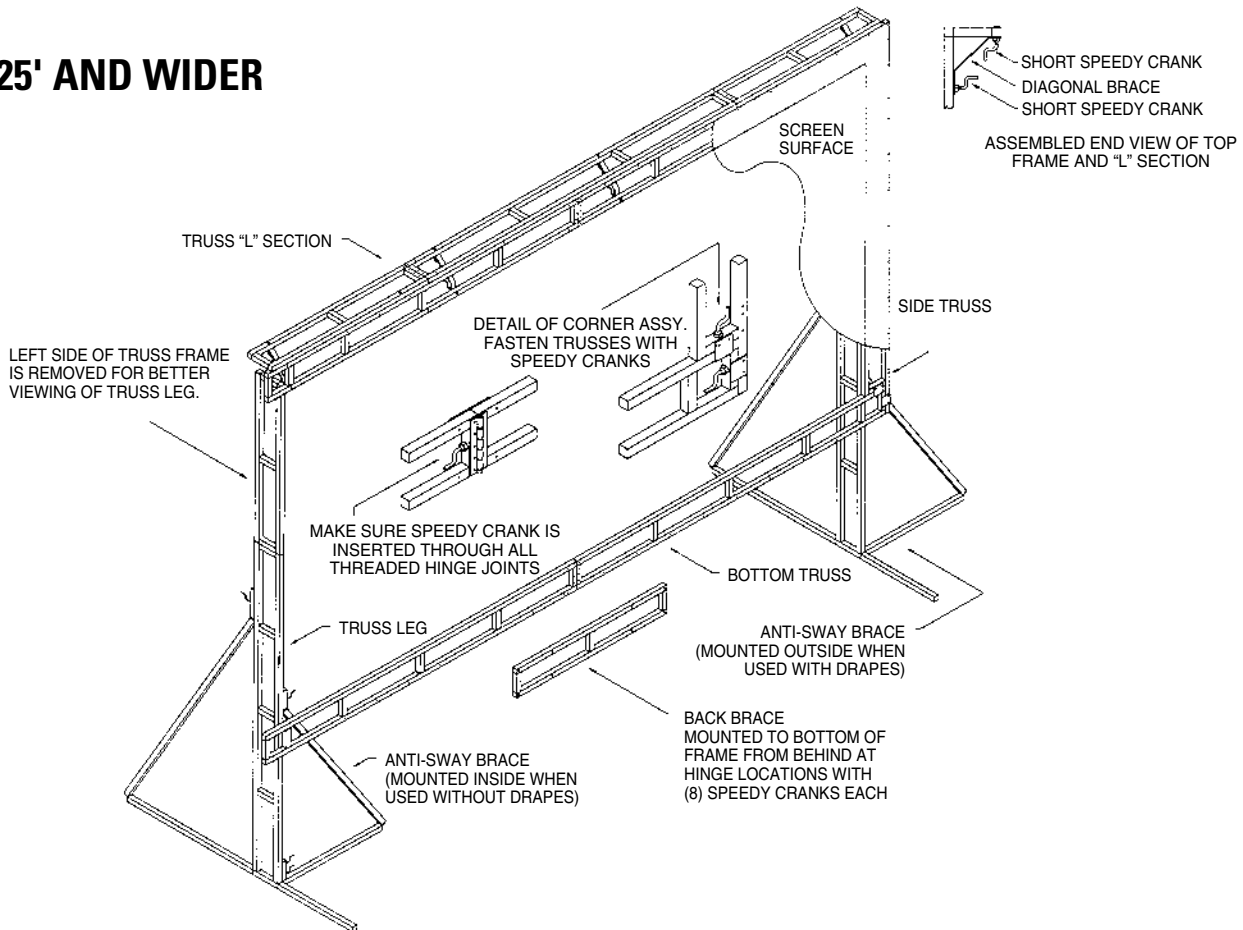 25' AND WIDER
SHORT SPEEDY CRANK
DIAGONAL BRACE
SHORT SPEEDY CRANK
ASSEMBLED END VIEW OF TOP
FRAME AND “L” SECTION
SCREEN
SURFACE
TRUSS “L” SECTION
SIDE TRUSS
DETAIL OF CORNER ASSY.
FASTEN TRUSSES WITH
SPEEDY CRANKS
LEFT SIDE OF TRUSS FRAME
IS REMOVED FOR BETTER
VIEWING OF TRUSS LEG.
MAKE SURE SPEEDY CRANK IS
INSERTED THROUGH ALL
THREADED HINGE JOINTS
BOTTOM TRUSS
TRUSS LEG
ANTI-SWAY BRACE
(MOUNTED OUTSIDE WHEN
USED WITH DRAPES)
BACK BRACE
MOUNTED TO BOTTOM OF
FRAME FROM BEHIND AT
HINGE LOCATIONS WITH
(8) SPEEDY CRANKS EACH
ANTI-SWAY BRACE
(MOUNTED INSIDE WHEN
USED WITHOUT DRAPES)